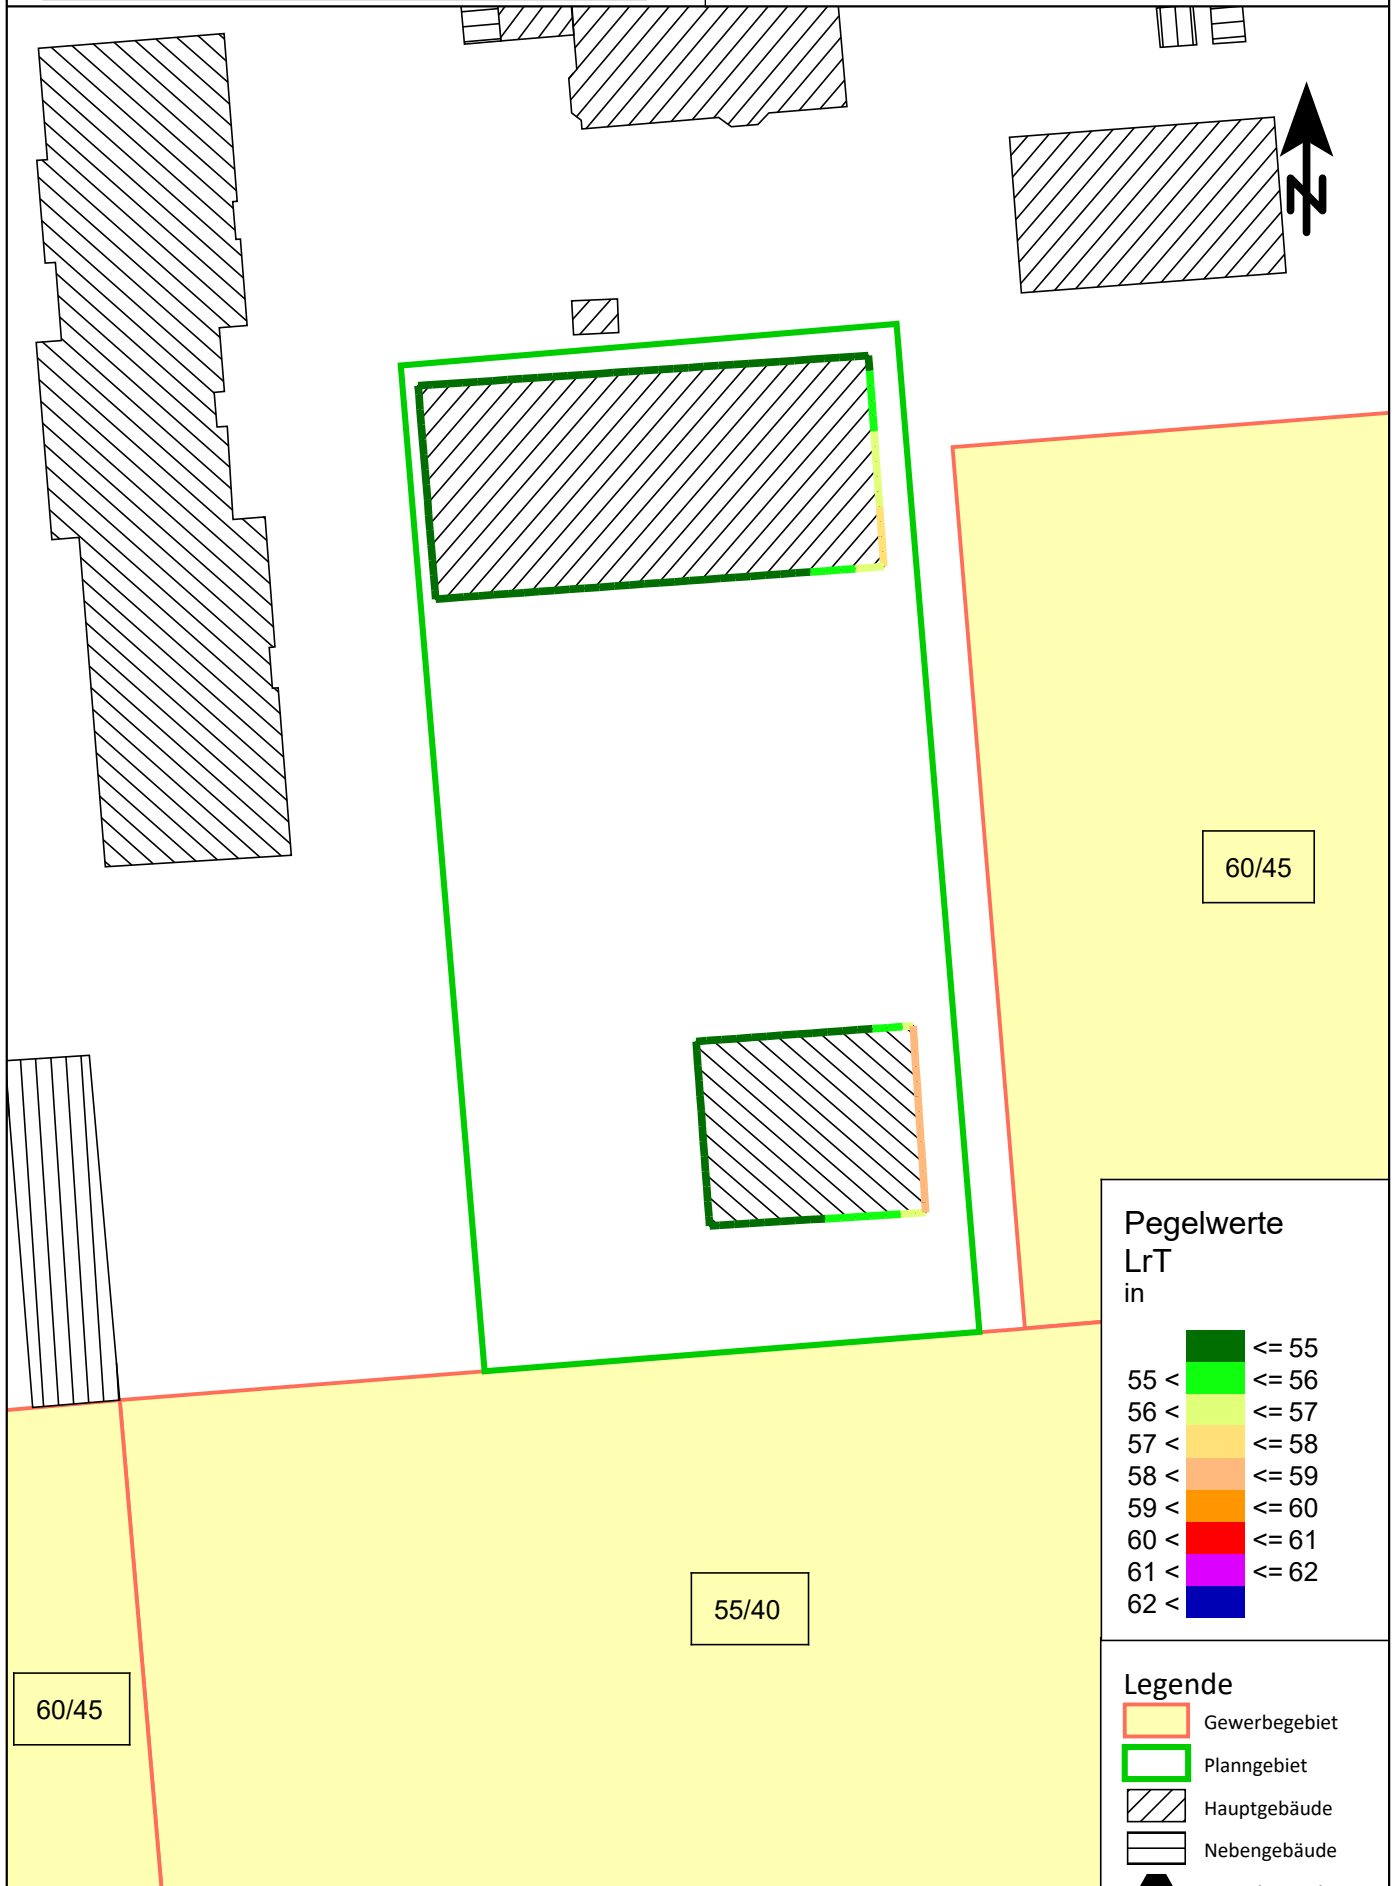 N
60/45
55/40
60/45
Pegelwerte
LrT
in
<= 55
55 < <= 56
56 < <= 57
57 < <= 58
58 < <= 59
59 < <= 60
60 < <= 61
61 < <= 62
62 <
Legende
Gewerbegebiet
Planngebiet
Hauptgebäude
Nebengebäude